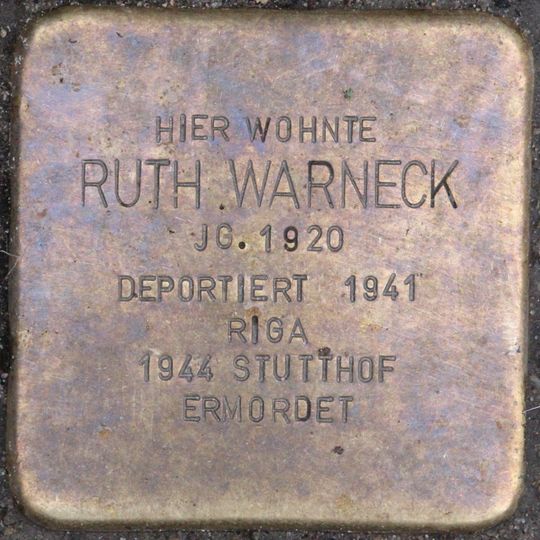 HIER WOHNTE
RUTH WARNECK
JG. 1920
DEPORTIERT 1941
RIGA
1944 STUTTHOF
ERMORDET